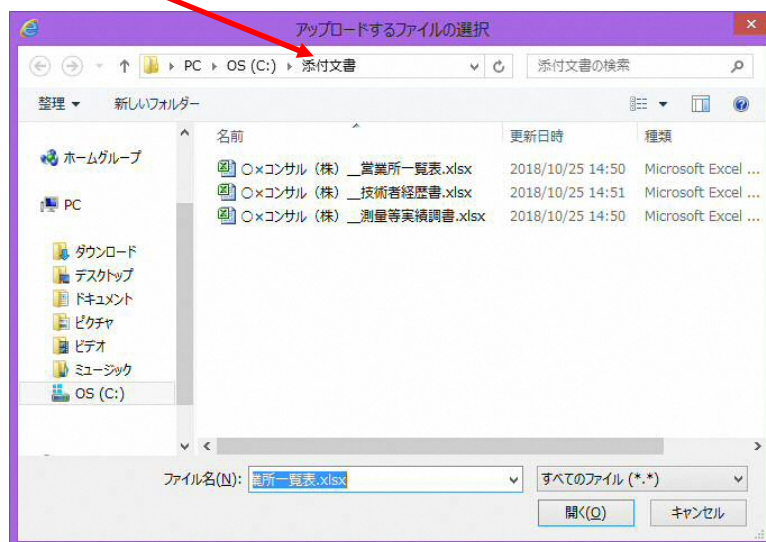 アップロードするファイルの選択
PC ▸ OS (C:) ▸ 添付文書
添付文書の検索
整理 ▼ 新しいフォルダー
名前 更新日時 種類
ホームグループ
○×コンサル（株）__営業所一覧表.xlsx 2018/10/25 14:50 Microsoft Excel ...
○×コンサル（株）__技術者経歴書.xlsx 2018/10/25 14:51 Microsoft Excel ...
PC
○×コンサル（株）__測量等実績調書.xlsx 2018/10/25 14:50 Microsoft Excel ...
ダウンロード
デスクトップ
ドキュメント
ピクチャ
ビデオ
ミュージック
OS (C:)
ファイル名(N): 業所一覧表.xlsx すべてのファイル (*.*)
開く(O) キャンセル